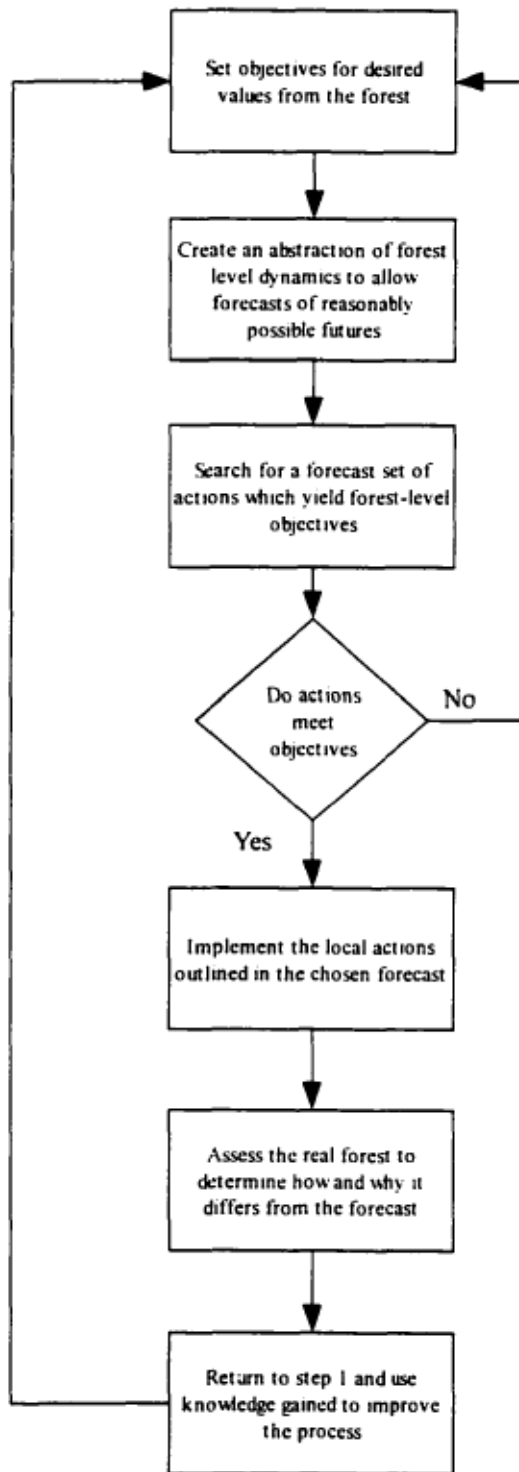 Set objectives for desired
values from the forest
Create an abstraction of forest
level dynamics to allow
forecasts of reasonably
possible futures
Search for a forecast set of
actions which yield forest-level
objectives
Do actions
meet
objectives
No
Yes
Implement the local actions
outlined in the chosen forecast
Assess the real forest to
determine how and why it
differs from the forecast
Return to step 1 and use
knowledge gained to improve
the process